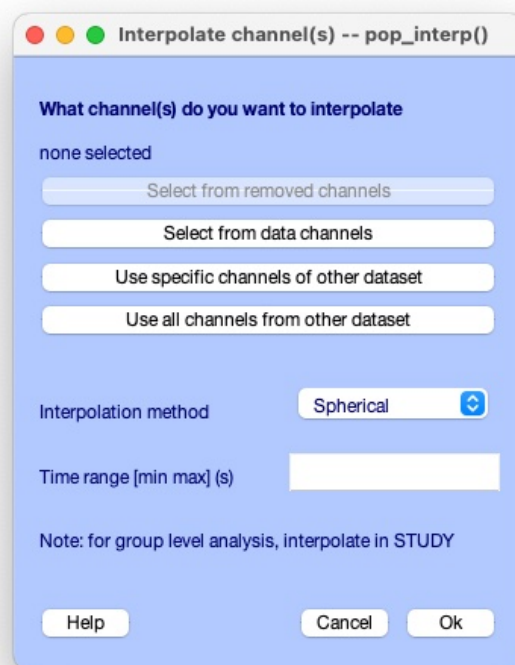 Interpolate channel(s) -- pop_interp()
What channel(s) do you want to interpolate
none selected
Select from removed channels
Select from data channels
Use specific channels of other dataset
Use all channels from other dataset
Interpolation method Spherical
Time range [min max] (s)
Note: for group level analysis, interpolate in STUDY
Help Cancel Ok